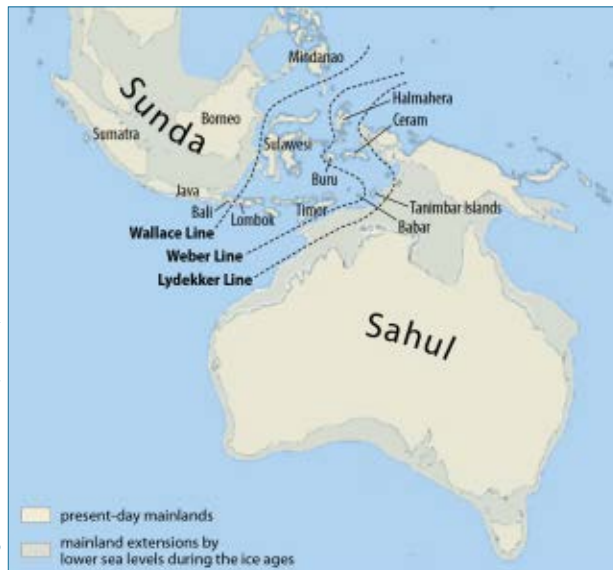 Mindanao
Sunda
Borneo
Sumatra
Halmahera
Ceram
Sulawesi
Java
Buru
Bali
Lombok
Timor
Tanimbar Islands
Babar
Wallace Line
Weber Line
Lydekker Line
Sahul
present-day mainlands
mainland extensions by
lower sea levels during the ice ages